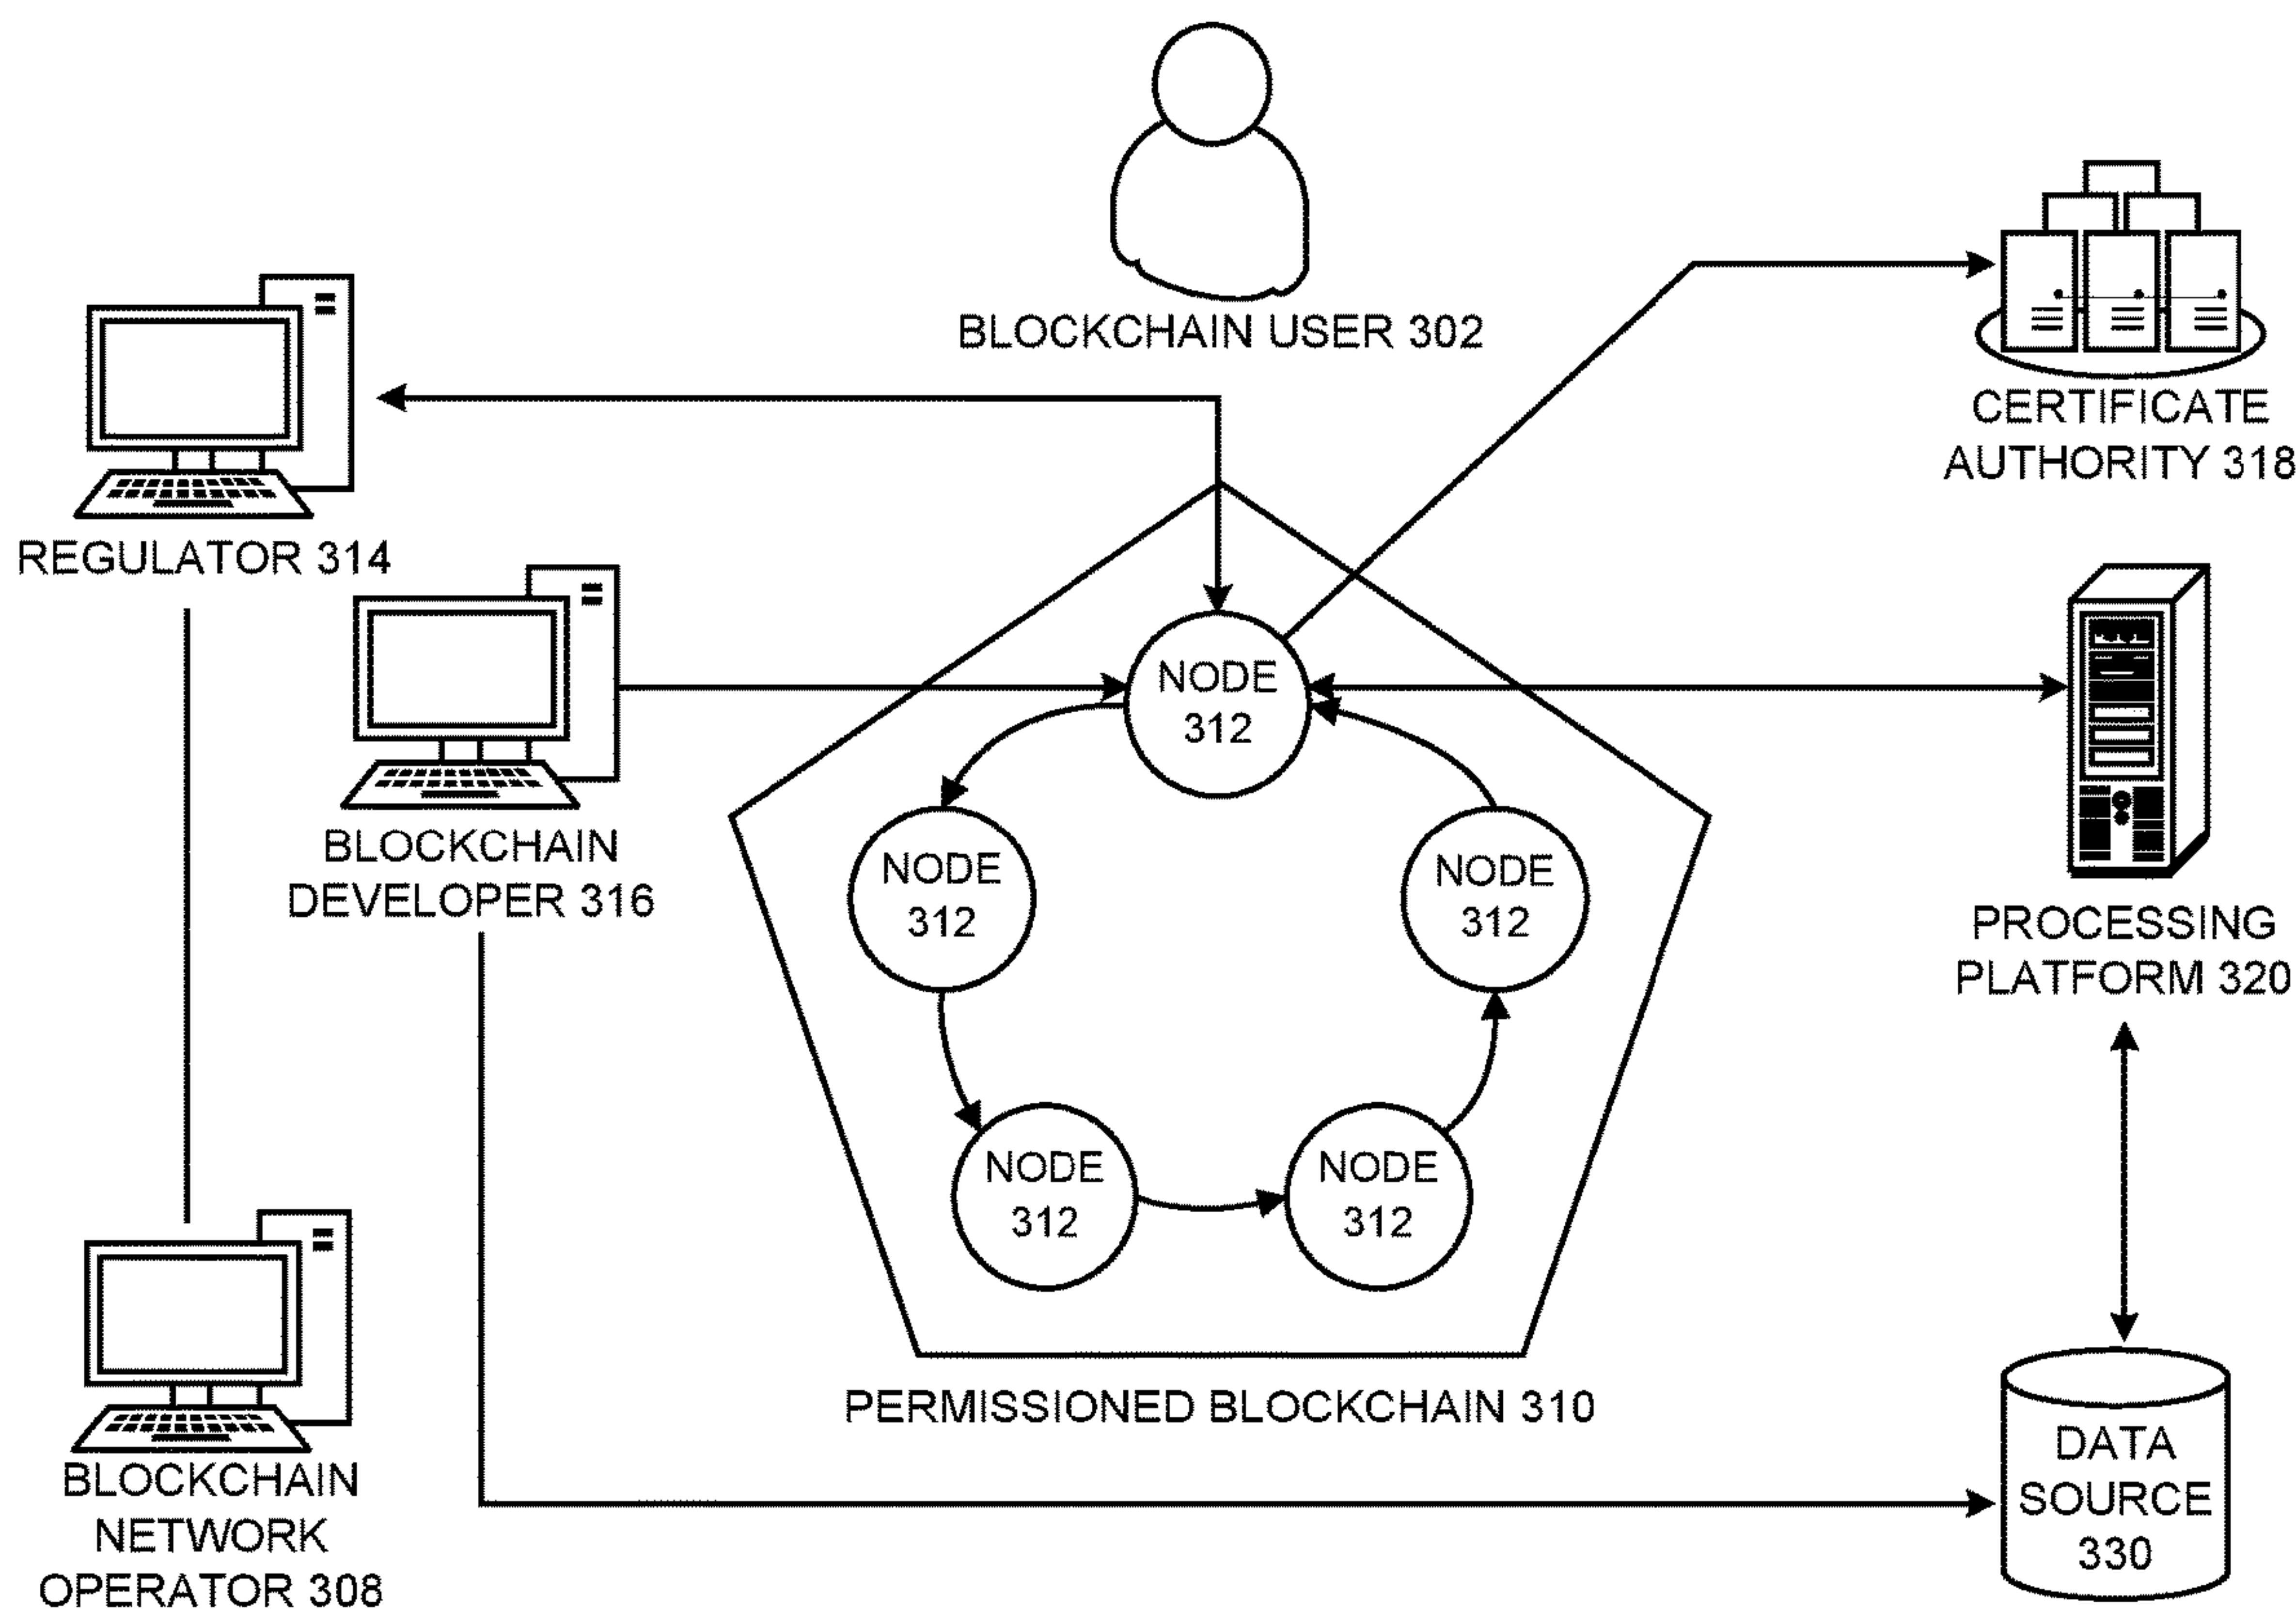 BLOCKCHAIN USER 302
CERTIFICATE
AUTHORITY 318
REGULATOR 314
NODE
312
BLOCKCHAIN
DEVELOPER 316
NODE
312
NODE
312
PROCESSING
PLATFORM 320
NODE
312
NODE
312
PERMISSIONED BLOCKCHAIN 310
BLOCKCHAIN
NETWORK
OPERATOR 308
DATA
SOURCE
330